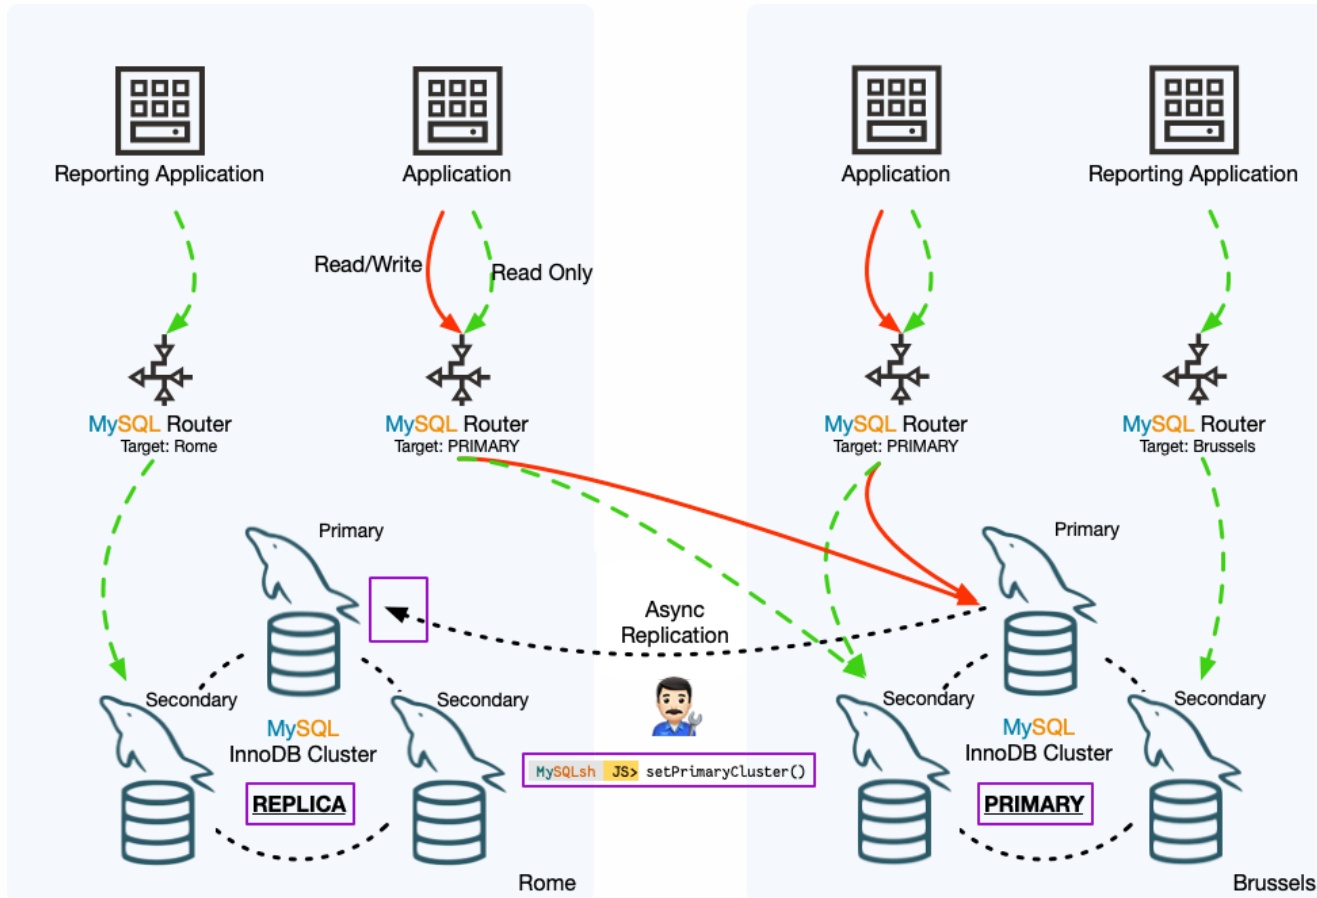 Reporting Application
Application
Application
Reporting Application
Read/Write
Read Only
MySQL Router
Target: Rome
MySQL Router
Target: PRIMARY
MySQL Router
Target: PRIMARY
MySQL Router
Target: Brussels
Primary
Primary
Async
Replication
Secondary
Secondary
Secondary
Secondary
MySQL
InnoDB Cluster
REPLICA
MySQLsh JS> setPrimaryCluster()
MySQL
InnoDB Cluster
PRIMARY
Rome
Brussels